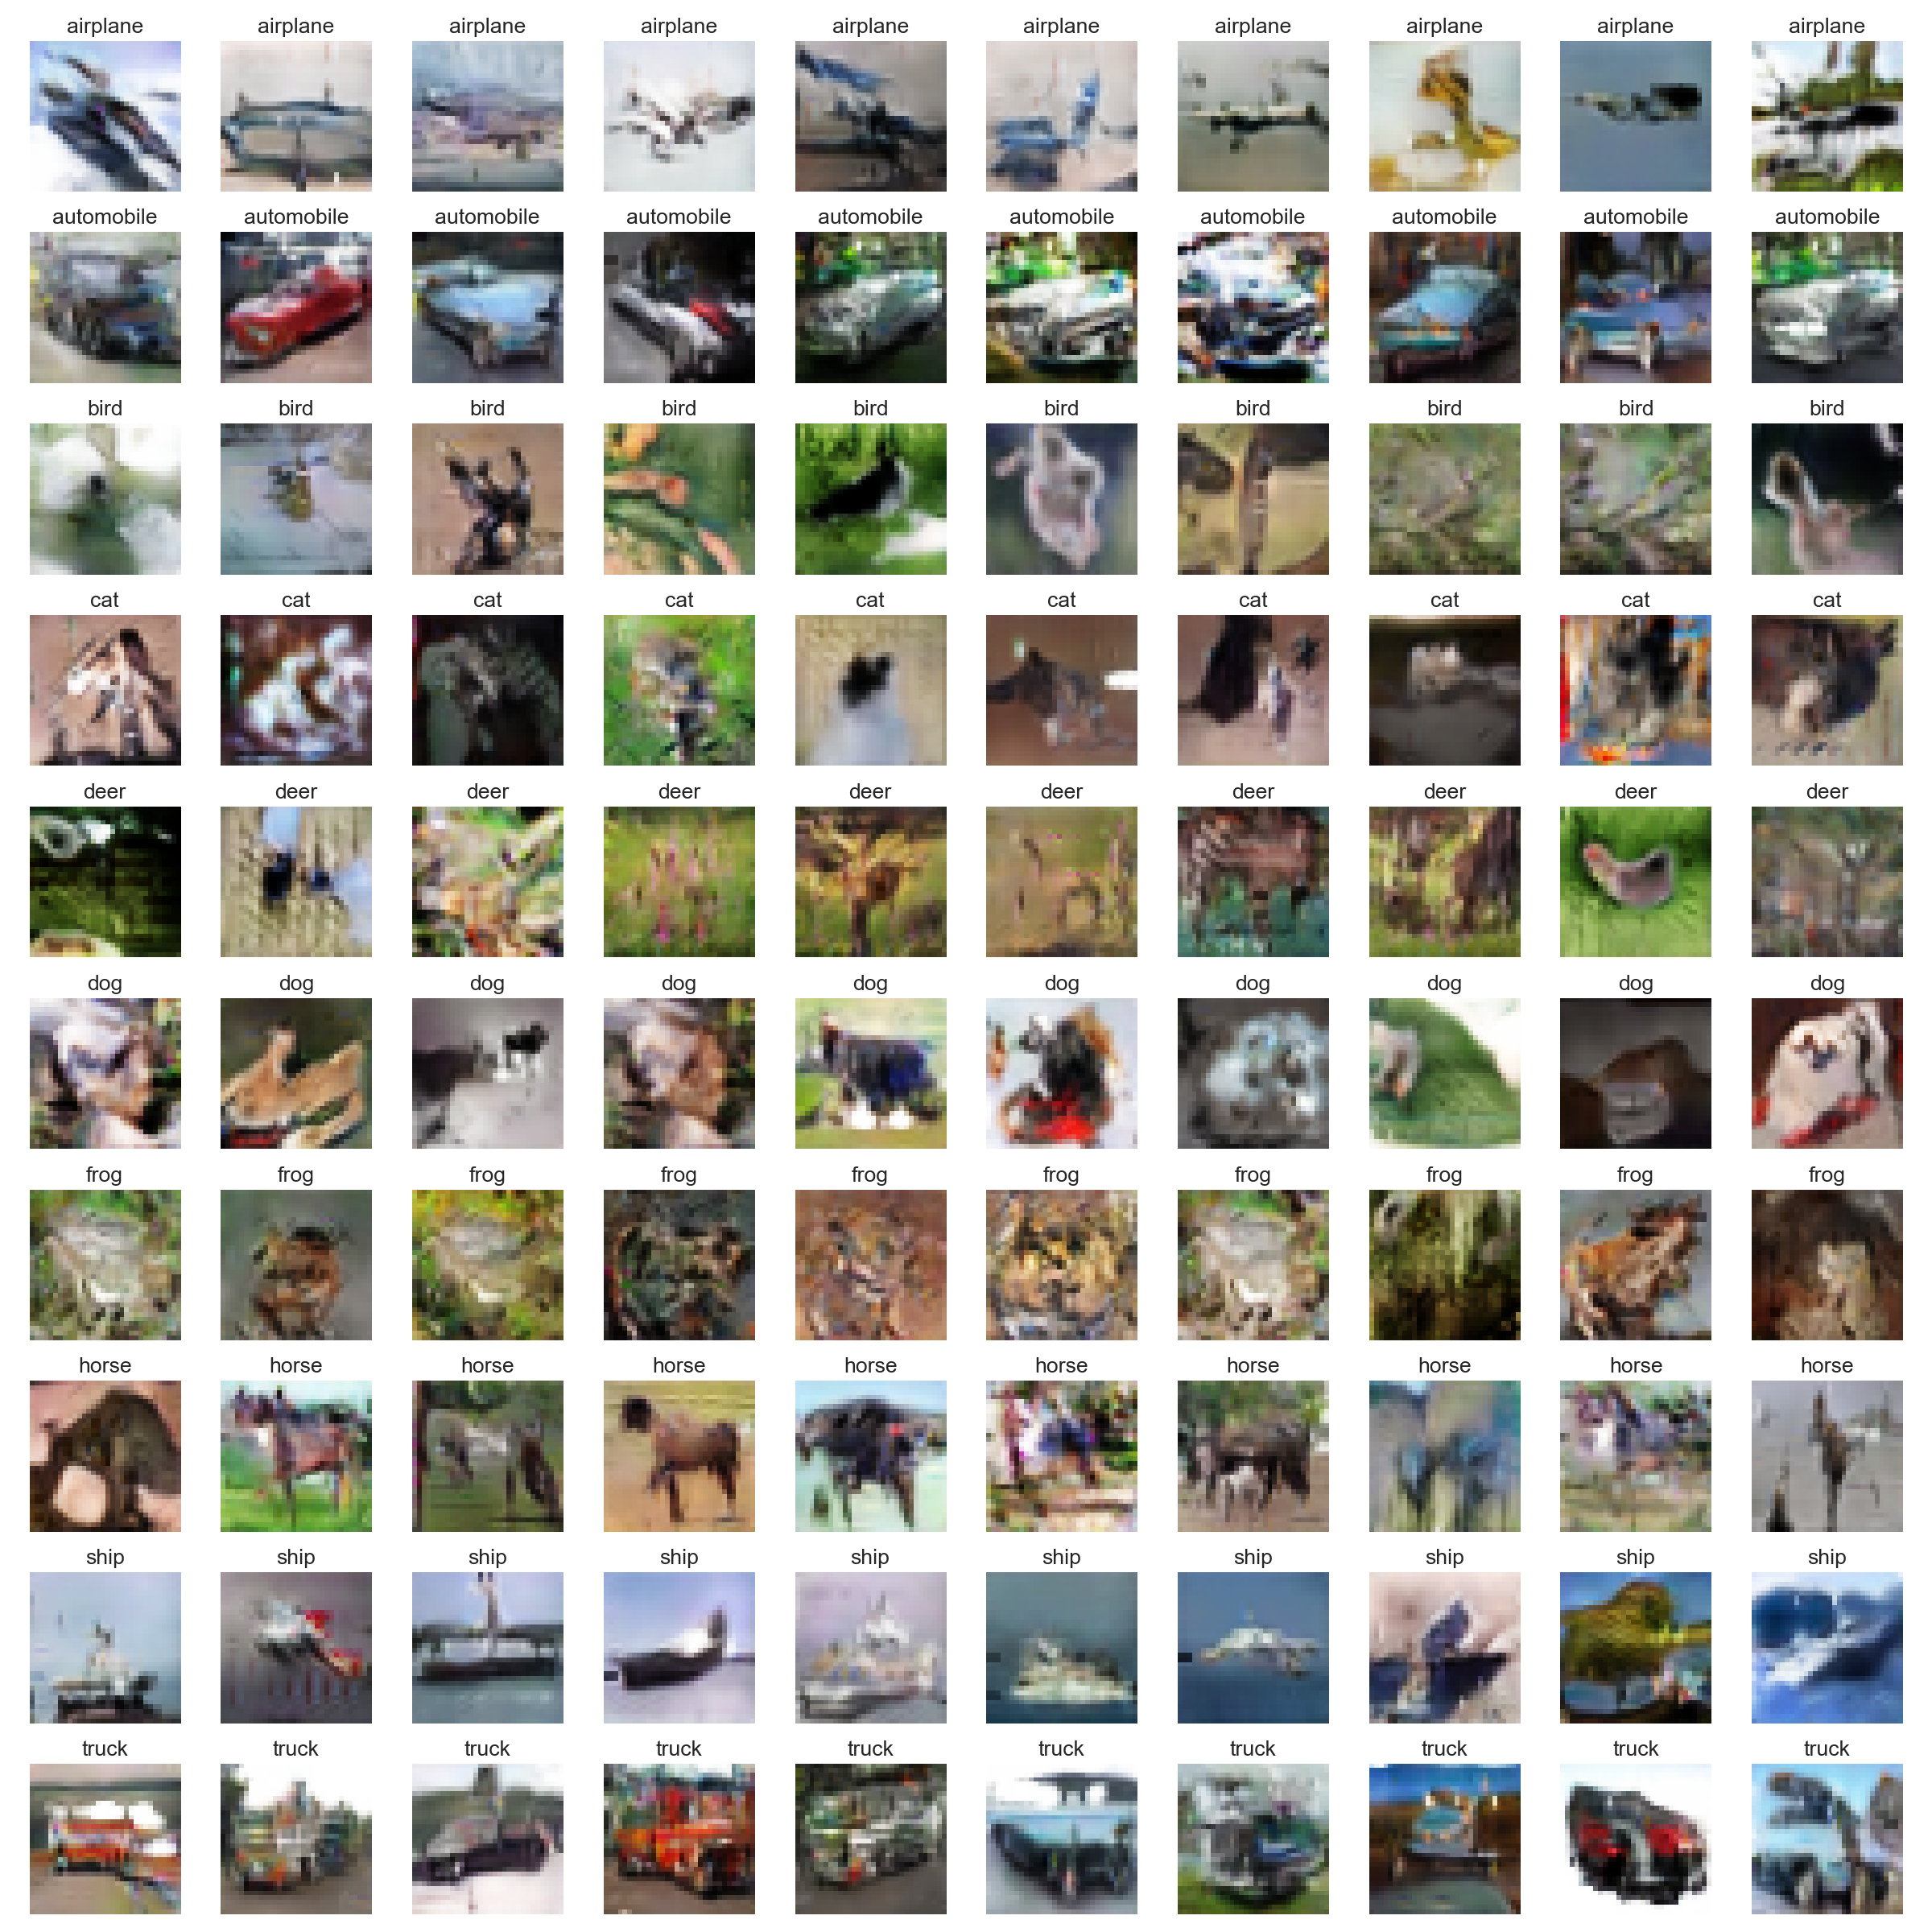 airplane airplane airplane airplane airplane airplane airplane airplane airplane airplane
automobile automobile automobile automobile automobile automobile automobile automobile automobile automobile
bird bird bird bird bird bird bird bird bird bird
cat cat cat cat cat cat cat cat cat cat
deer deer deer deer deer deer deer deer deer deer
dog dog dog dog dog dog dog dog dog dog
frog frog frog frog frog frog frog frog frog frog
horse horse horse horse horse horse horse horse horse horse
ship ship ship ship ship ship ship ship ship ship
truck truck truck truck truck truck truck truck truck truck